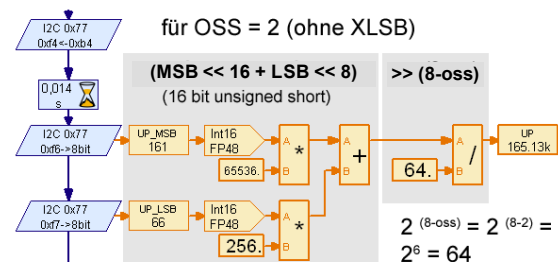 I2C 0x77
0xf4<-0xb4
für OSS = 2 (ohne XLSB)
(MSB << 16 + LSB << 8)
(16 bit unsigned short)
>> (8-oss)
0,014
s
I2C 0x77
0xf6->8bit
UP_MSB
161
Int16
FP48
65536.
A
B
*
A
B
+
64.
A
B
/
UP
165.13k
I2C 0x77
0xf7->8bit
UP_LSB
66
Int16
FP48
256.
A
B
*
2 (8-oss) = 2 (8-2) =
2⁶ = 64